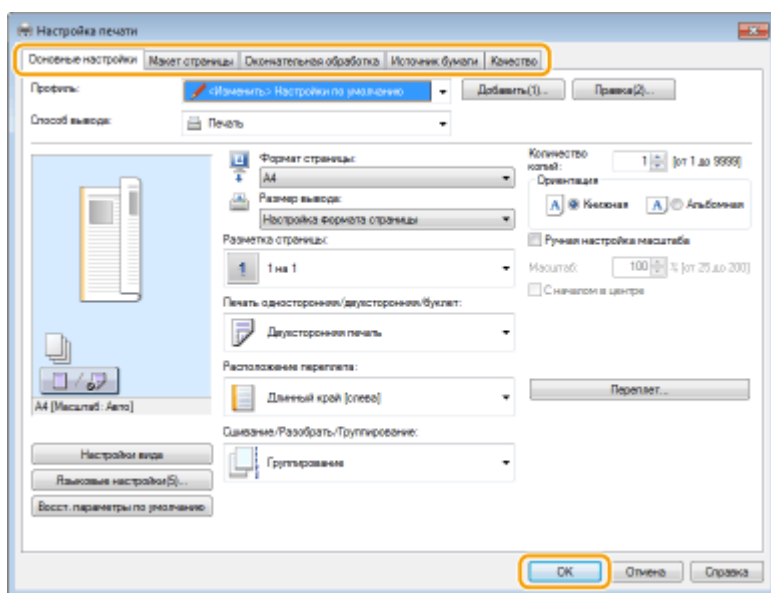 Настройка печати
Основные настройки Макет страницы Окончательная обработка Источник бумаги Качество
Профиль: <Изменить> Настройки по умолчанию Добавить(1)... Правка(2)...
Способ вывода: Печать
Формат страницы:
A4
Размер вывода:
Настройка формата страницы
Разметка страницы:
1 1 на 1
Печать односторонняя/двухсторонняя/буклет:
Двухсторонняя печать
Расположение переплета:
Длинный край [слева]
Сшивание/Разобрать/Группирование:
Группирование
Количество копий: 1 [от 1 до 9999]
Ориентация
A Книжная A Альбомная
Ручная настройка масштаба
Масштаб: 100 % [от 25 до 200]
С началом в центре
Переплет...
A4 [Масштаб: Авто]
Настройки вида
Языковые настройки(5)...
Восст. параметры по умолчанию
OK Отмена Справка